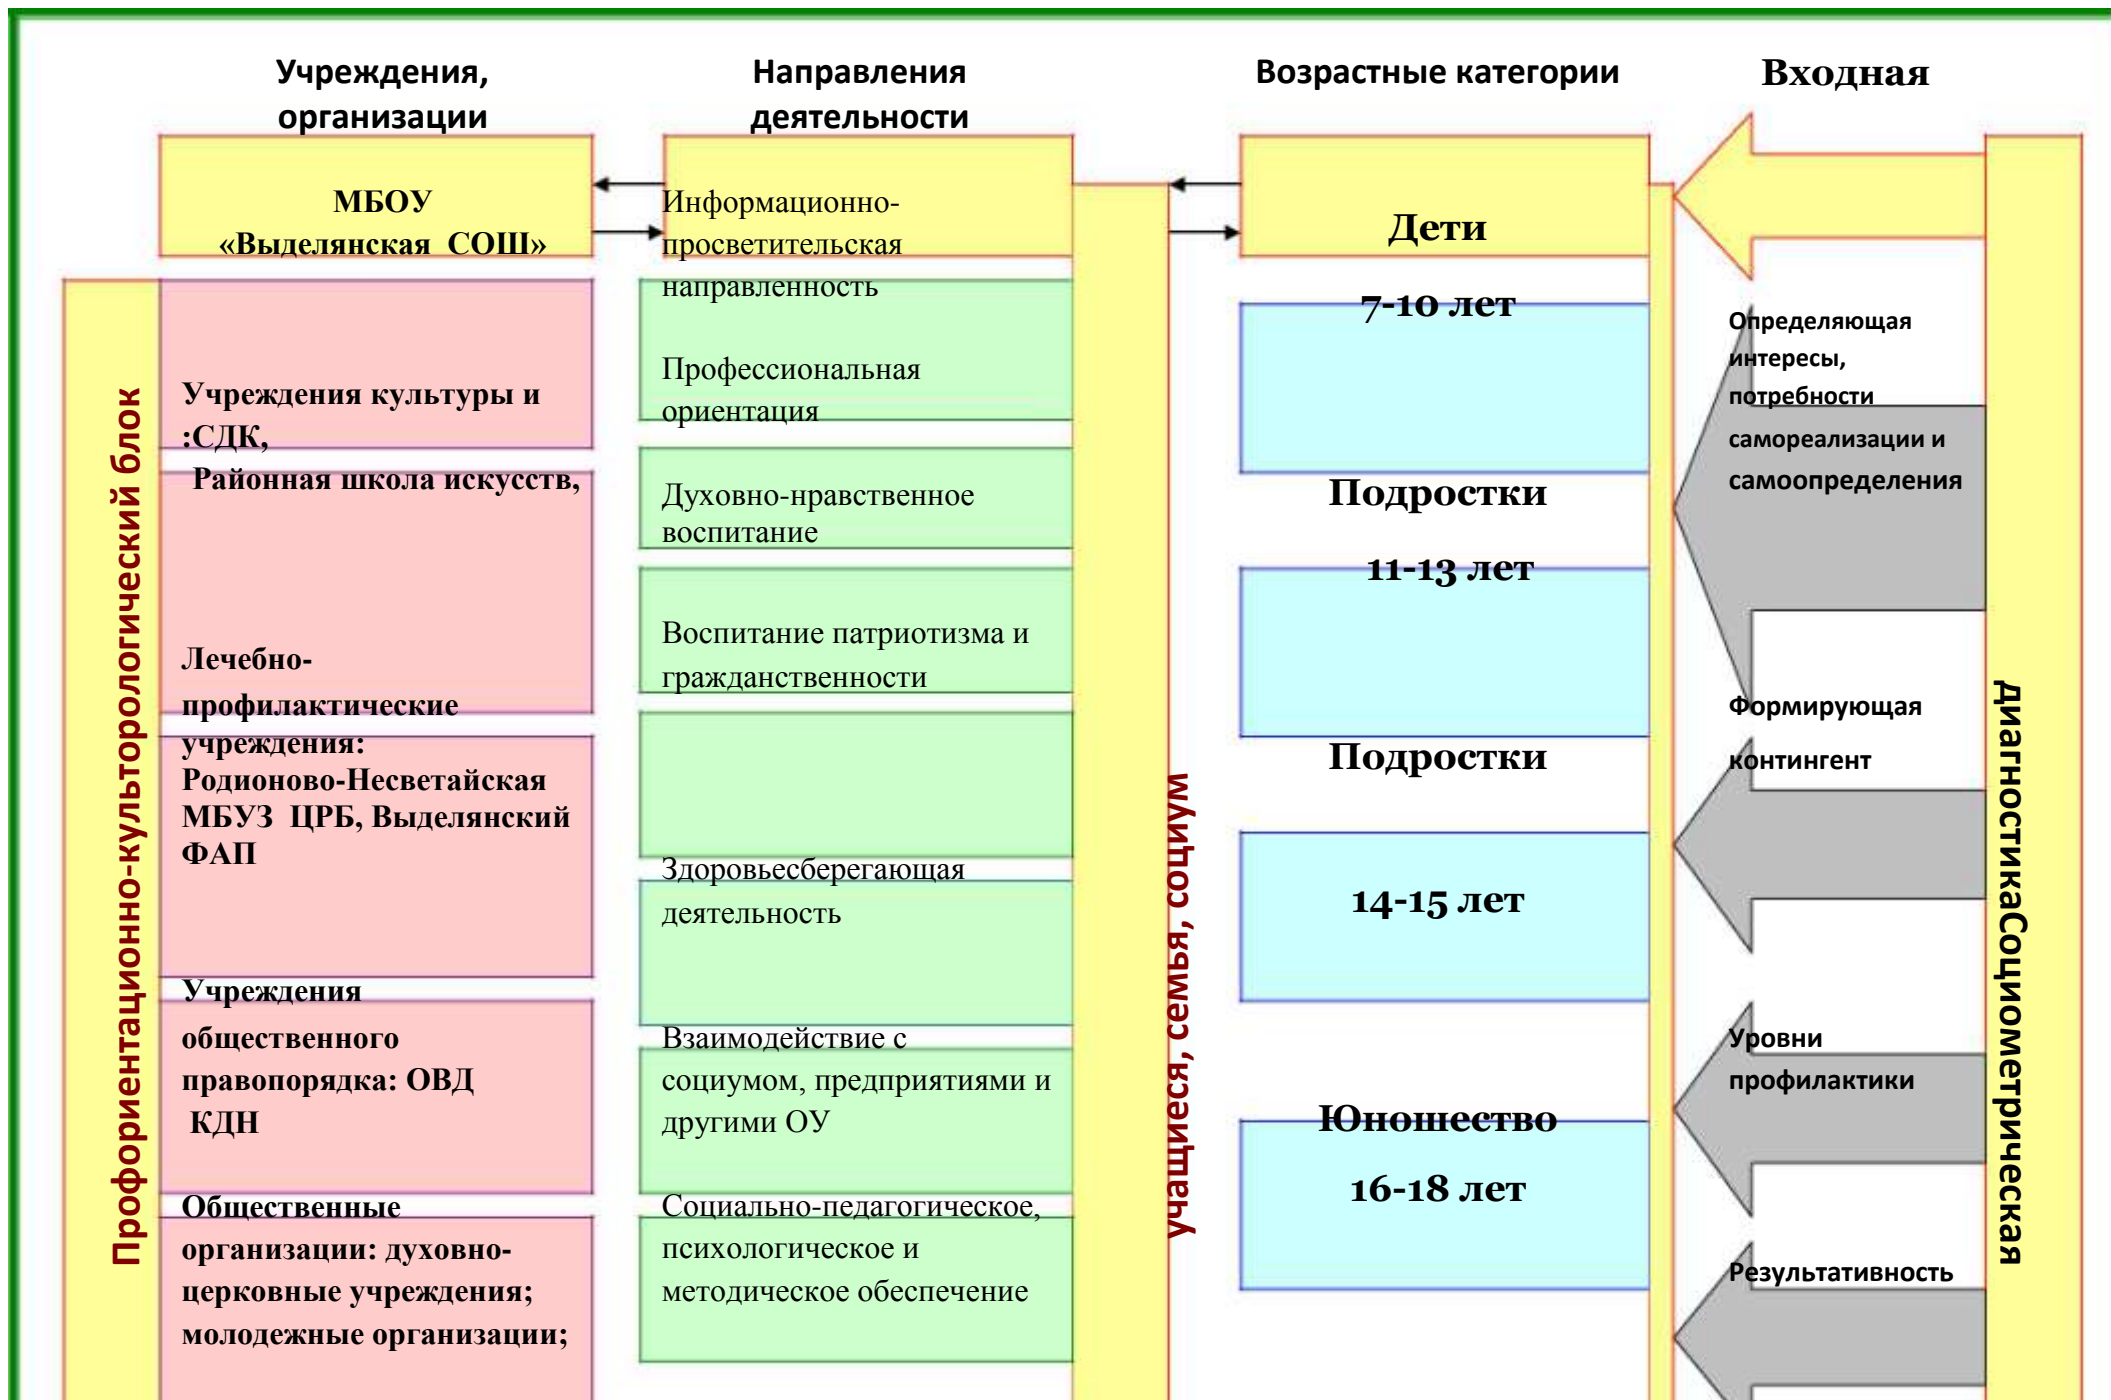 Учреждения,
организации
Направления
деятельности
Возрастные категории
Входная
МБОУ
«Выделянская СОШ»
Учреждения культуры и
:СДК,
Районная школа искусств,
Лечебно-
профилактические
учреждения:
Родионово-Несветайская
МБУЗ ЦРБ, Выделянский
ФАП
Учреждения
общественного
правопорядка: ОВД
КДН
Общественные
организации: духовно-
церковные учреждения;
молодежные организации;
Профориентационно-культорологический блок
Информационно-
просветительская
направленность
Профессиональная
ориентация
Духовно-нравственное
воспитание
Воспитание патриотизма и
гражданственности
Здоровьесберегающая
деятельность
Взаимодействие с
социумом, предприятиями и
другими ОУ
Социально-педагогическое,
психологическое и
методическое обеспечение
учащиеся, семья, социум
Дети
7-10 лет
Подростки
11-13 лет
Подростки
14-15 лет
Юношество
16-18 лет
Определяющая
интересы,
потребности
самореализации и
самоопределения
Формирующая
контингент
Уровни
профилактики
Результативность
диагностикаСоциометрическая